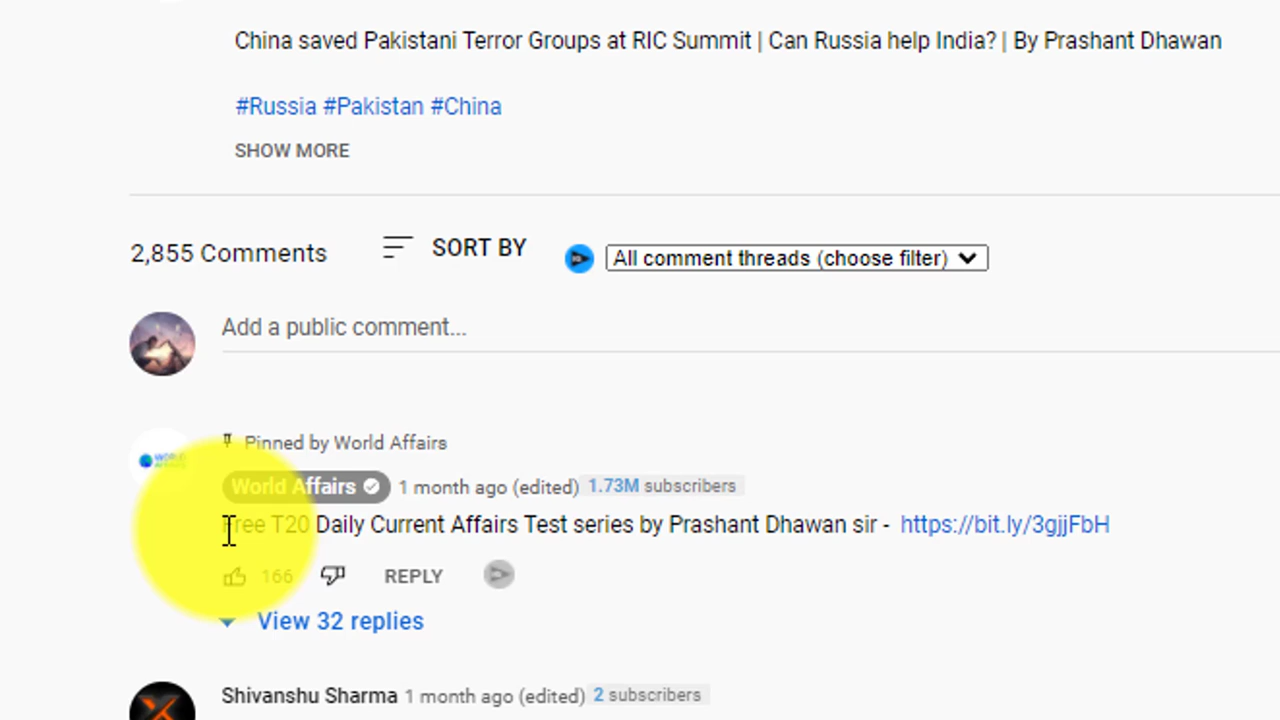 China saved Pakistani Terror Groups at RIC Summit | Can Russia help India? | By Prashant Dhawan
#Russia #Pakistan #China
SHOW MORE
2,855 Comments SORT BY All comment threads (choose filter)
Add a public comment...
Pinned by World Affairs
World Affairs 1 month ago (edited) 1.73M subscribers
Free T20 Daily Current Affairs Test series by Prashant Dhawan sir - https://bit.ly/3gjjFbH
166 REPLY
View 32 replies
Shivanshu Sharma 1 month ago (edited) 2 subscribers